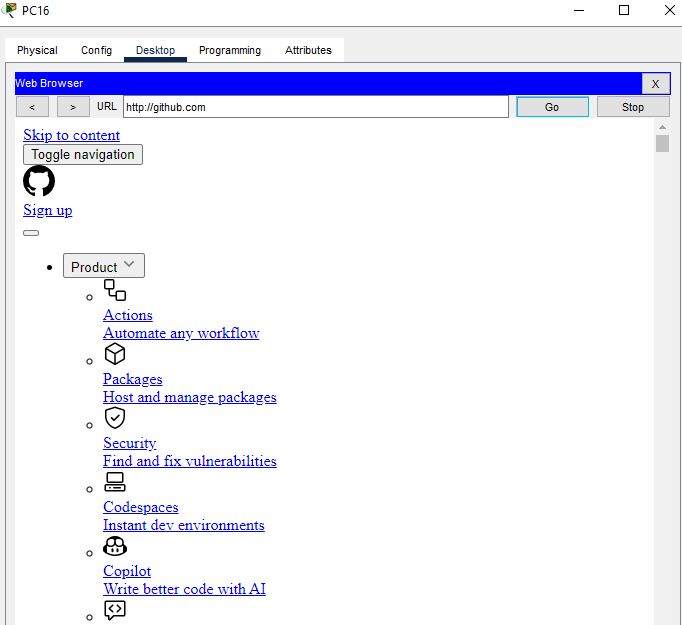 PC16
Physical Config Desktop Programming Attributes
Web Browser X
< > URL http://github.com Go Stop
Skip to content
Toggle navigation
Sign up
Product
Actions
Automate any workflow
Packages
Host and manage packages
Security
Find and fix vulnerabilities
Codespaces
Instant dev environments
Copilot
Write better code with AI